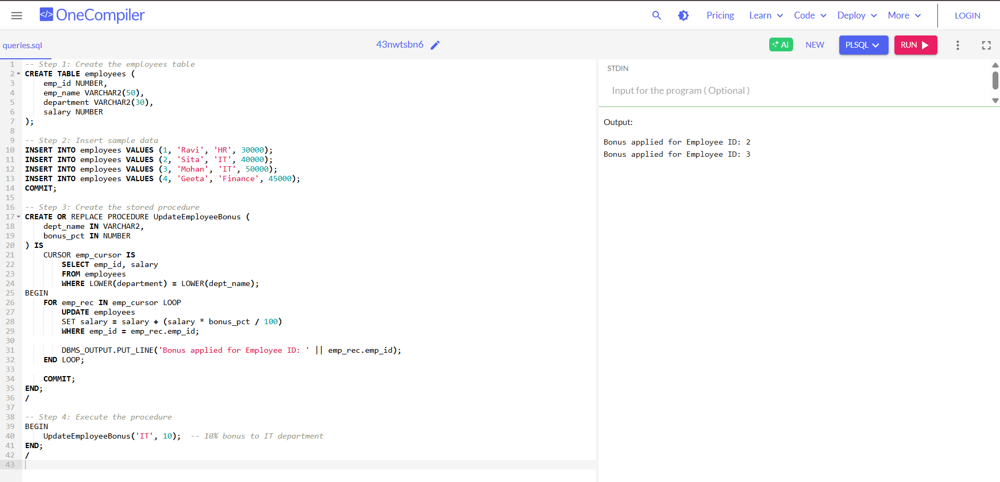 </> OneCompiler
Pricing Learn Code Deploy More LOGIN
queries.sql
43nwtsbn6
AI NEW PLSQL RUN
1 -- Step 1: Create the employees table
2 CREATE TABLE employees (
3     emp_id NUMBER,
4     emp_name VARCHAR2(50),
5     department VARCHAR2(30),
6     salary NUMBER
7 );
8
9 -- Step 2: Insert sample data
10 INSERT INTO employees VALUES (1, 'Ravi', 'HR', 30000);
11 INSERT INTO employees VALUES (2, 'Sita', 'IT', 40000);
12 INSERT INTO employees VALUES (3, 'Mohan', 'IT', 50000);
13 INSERT INTO employees VALUES (4, 'Geeta', 'Finance', 45000);
14 COMMIT;
15
16 -- Step 3: Create the stored procedure
17 CREATE OR REPLACE PROCEDURE UpdateEmployeeBonus (
18     dept_name IN VARCHAR2,
19     bonus_pct IN NUMBER
20 ) IS
21     CURSOR emp_cursor IS
22         SELECT emp_id, salary
23         FROM employees
24         WHERE LOWER(department) = LOWER(dept_name);
25 BEGIN
26     FOR emp_rec IN emp_cursor LOOP
27         UPDATE employees
28         SET salary = salary + (salary * bonus_pct / 100)
29         WHERE emp_id = emp_rec.emp_id;
30
31         DBMS_OUTPUT.PUT_LINE('Bonus applied for Employee ID: ' || emp_rec.emp_id);
32     END LOOP;
33
34     COMMIT;
35 END;
36 /
37
38 -- Step 4: Execute the procedure
39 BEGIN
40     UpdateEmployeeBonus('IT', 10);  -- 10% bonus to IT department
41 END;
42 /
43
STDIN
Input for the program ( Optional )
Output:
Bonus applied for Employee ID: 2
Bonus applied for Employee ID: 3